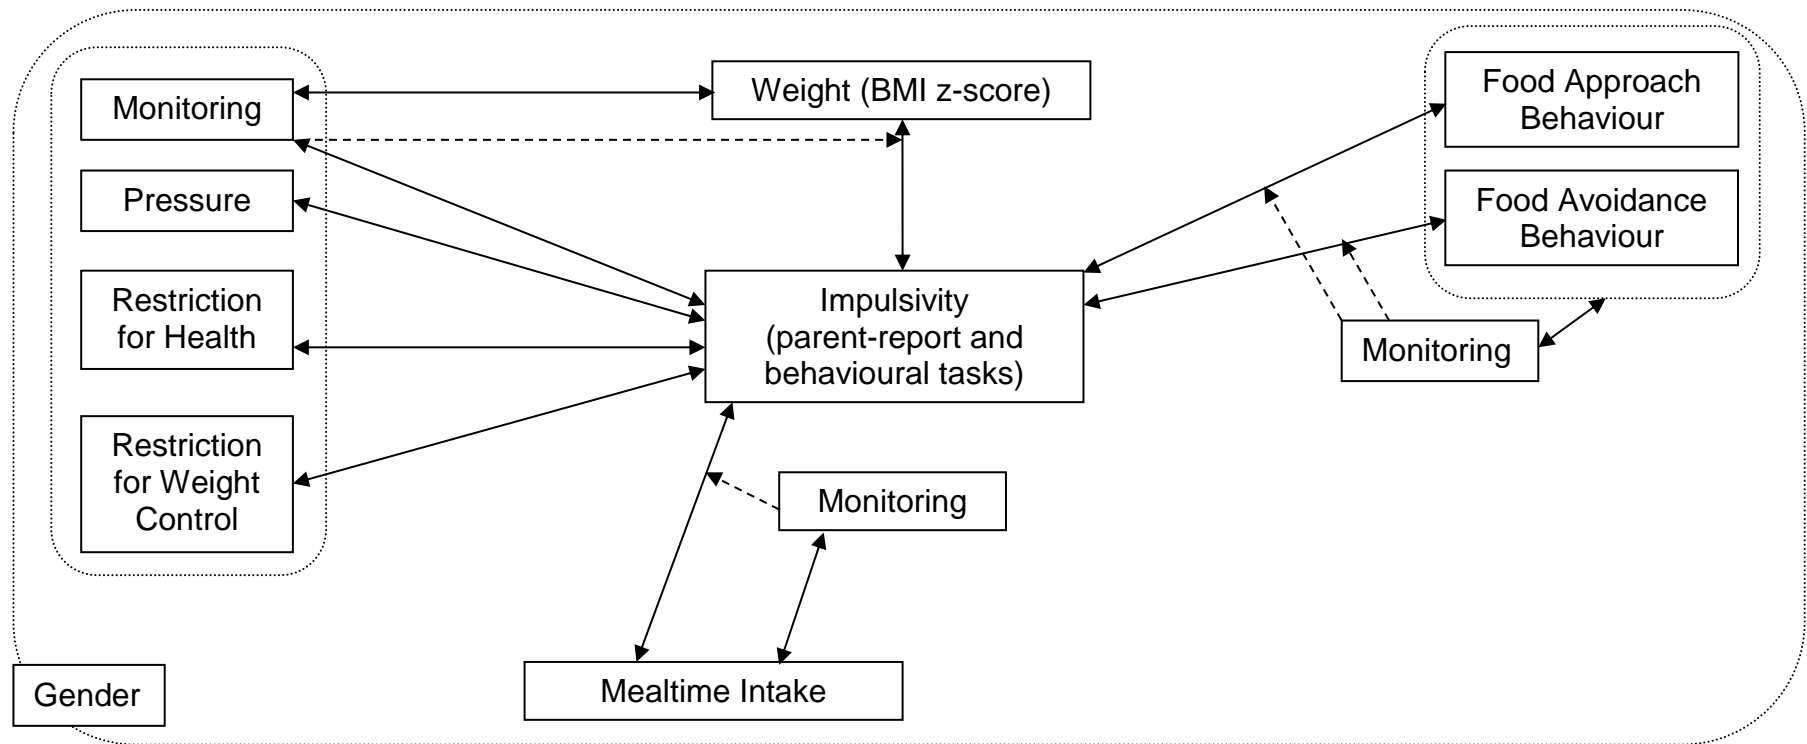 Monitoring
Pressure
Restriction
for Health
Restriction
for Weight
Control
Weight (BMI z-score)
Impulsivity
(parent-report and
behavioural tasks)
Food Approach
Behaviour
Food Avoidance
Behaviour
Monitoring
Monitoring
Mealtime Intake
Gender